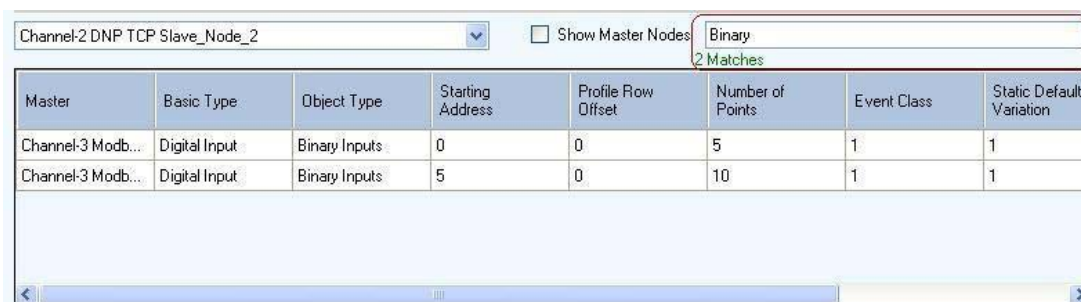 Channel-2 DNP TCP Slave_Node_2 Show Master Nodes Binary
2 Matches
Master Basic Type Object Type Starting Address Profile Row Offset Number of Points Event Class Static Default Variation
Channel-3 Modb... Digital Input Binary Inputs 0 0 5 1 1
Channel-3 Modb... Digital Input Binary Inputs 5 0 10 1 1